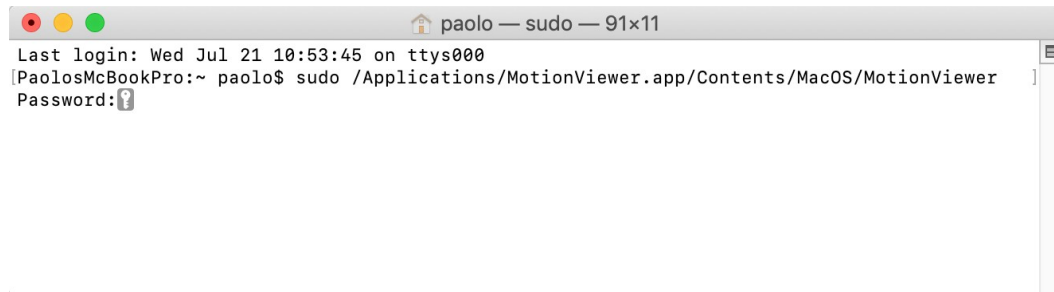 paolo — sudo — 91×11
Last login: Wed Jul 21 10:53:45 on ttys000
[PaolosMcBookPro:~ paolo$ sudo /Applications/MotionViewer.app/Contents/MacOS/MotionViewer ]
Password: